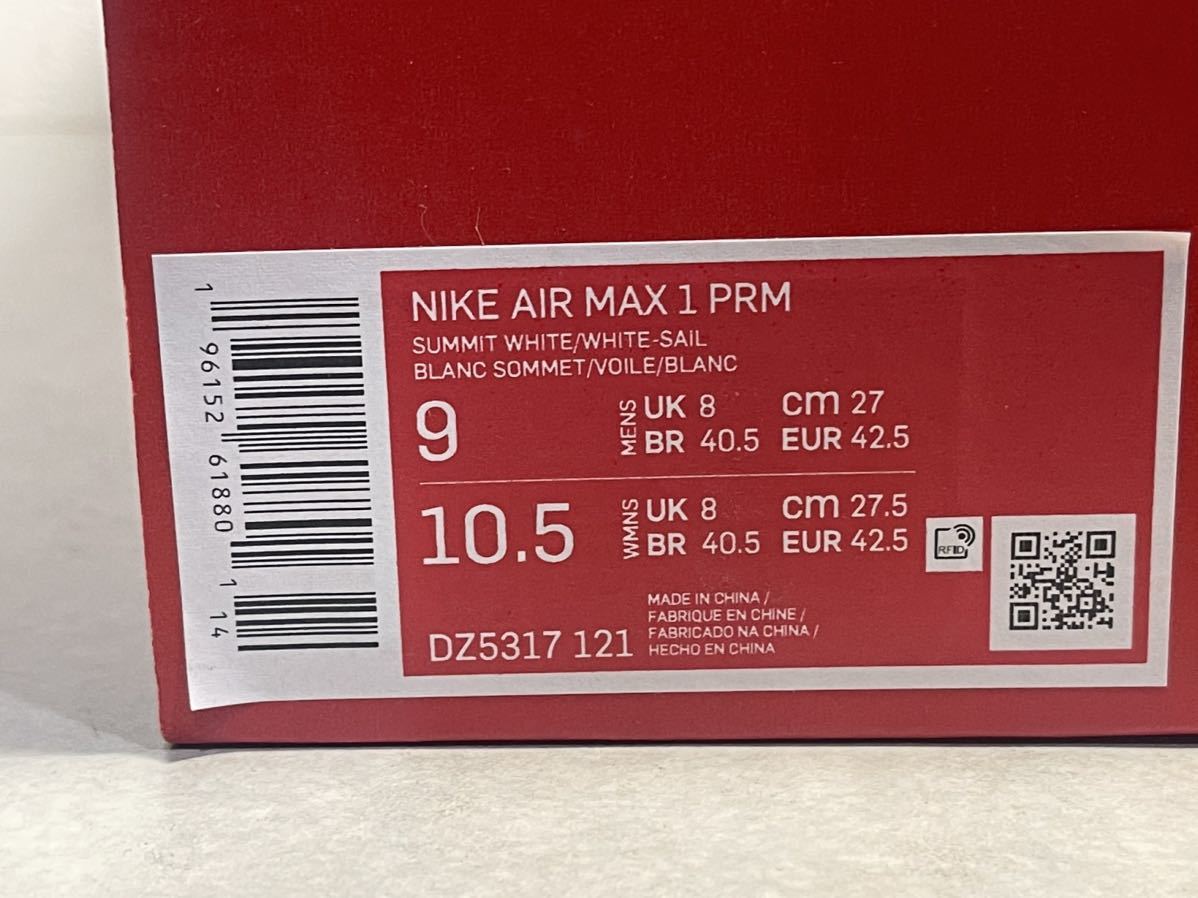 1 96152 61880 1 14
NIKE AIR MAX 1 PRM
SUMMIT WHITE/WHITE-SAIL
BLANC SOMMET/VOILE/BLANC
9 MENS UK 8 cm 27
BR 40.5 EUR 42.5
10.5 WMNS UK 8 cm 27.5
BR 40.5 EUR 42.5
RFID
DZ5317 121
MADE IN CHINA /
FABRIQUE EN CHINE /
FABRICADO NA CHINA /
HECHO EN CHINA